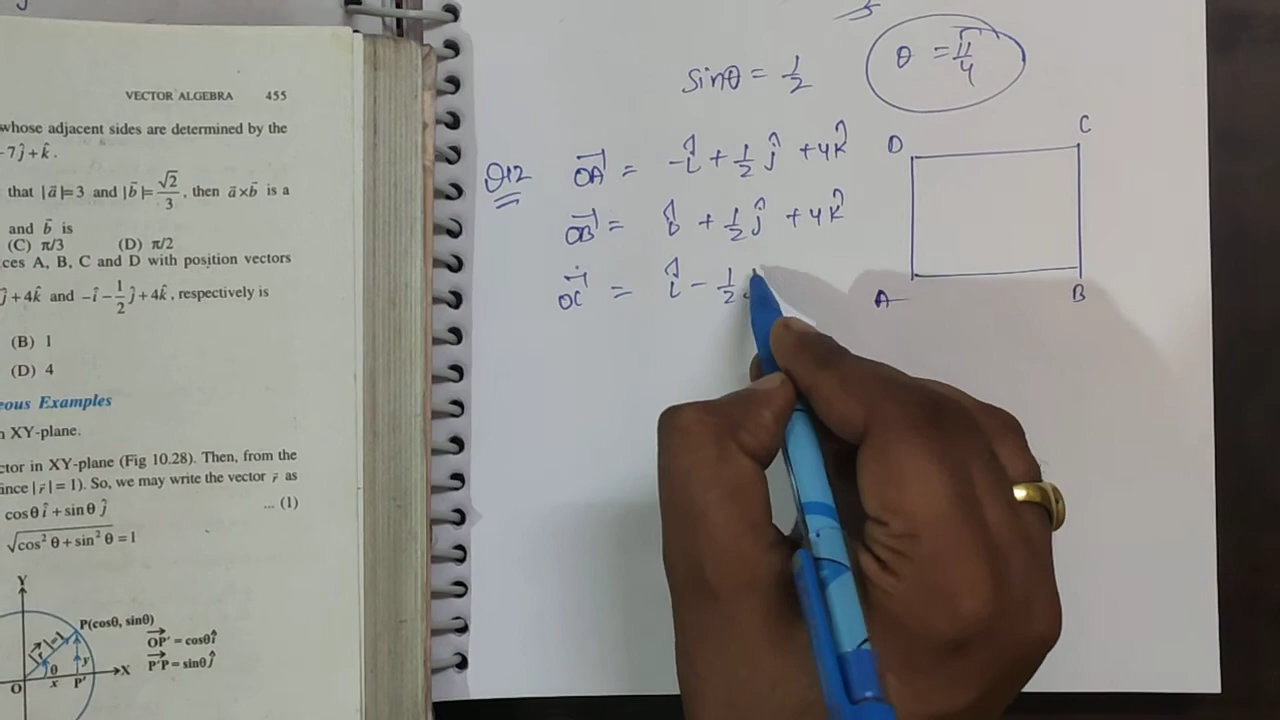 VECTOR ALGEBRA 455
whose adjacent sides are determined by the
-7ĵ+k̂.
that |a⃗|=3 and |b⃗|=√2/3, then a⃗×b⃗ is a
and b⃗ is
(C) π/3 (D) π/2
ces A, B, C and D with position vectors
ĵ+4k̂ and -î-1/2ĵ+4k̂, respectively is
(B) 1
(D) 4
eous Examples
n XY-plane.
ctor in XY-plane (Fig 10.28). Then, from the
ince |r⃗|=1). So, we may write the vector r⃗ as
cosθ î + sinθ ĵ ... (1)
√cos²θ+sin²θ=1
Y
P(cosθ, sinθ)
OP'→ = cosθî
P'P→ = sinθĵ
θ
y
X
O x P'
sinθ = 1/2
θ = π/4
Q12 OA→ = -î + 1/2 ĵ + 4k̂
OB→ = î + 1/2 ĵ + 4k̂
OC→ = î - 1/2
D C
A B